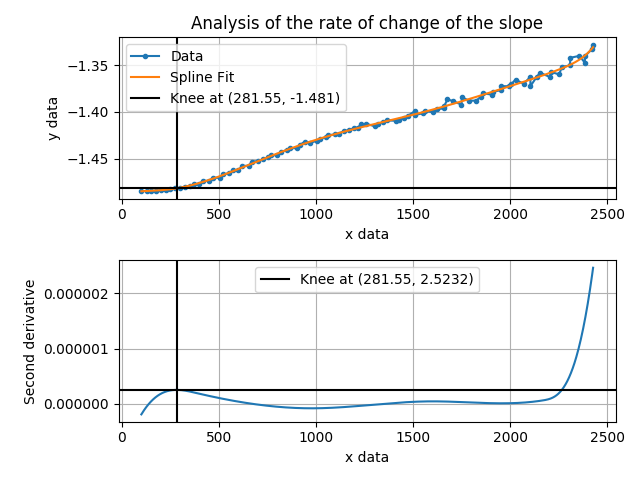 Analysis of the rate of change of the slope
−1.35
−1.40
−1.45
y data
Data
Spline Fit
Knee at (281.55, -1.481)
0
500
1000
1500
2000
2500
x data
0.000002
0.000001
0.000000
Second derivative
Knee at (281.55, 2.5232)
0
500
1000
1500
2000
2500
x data